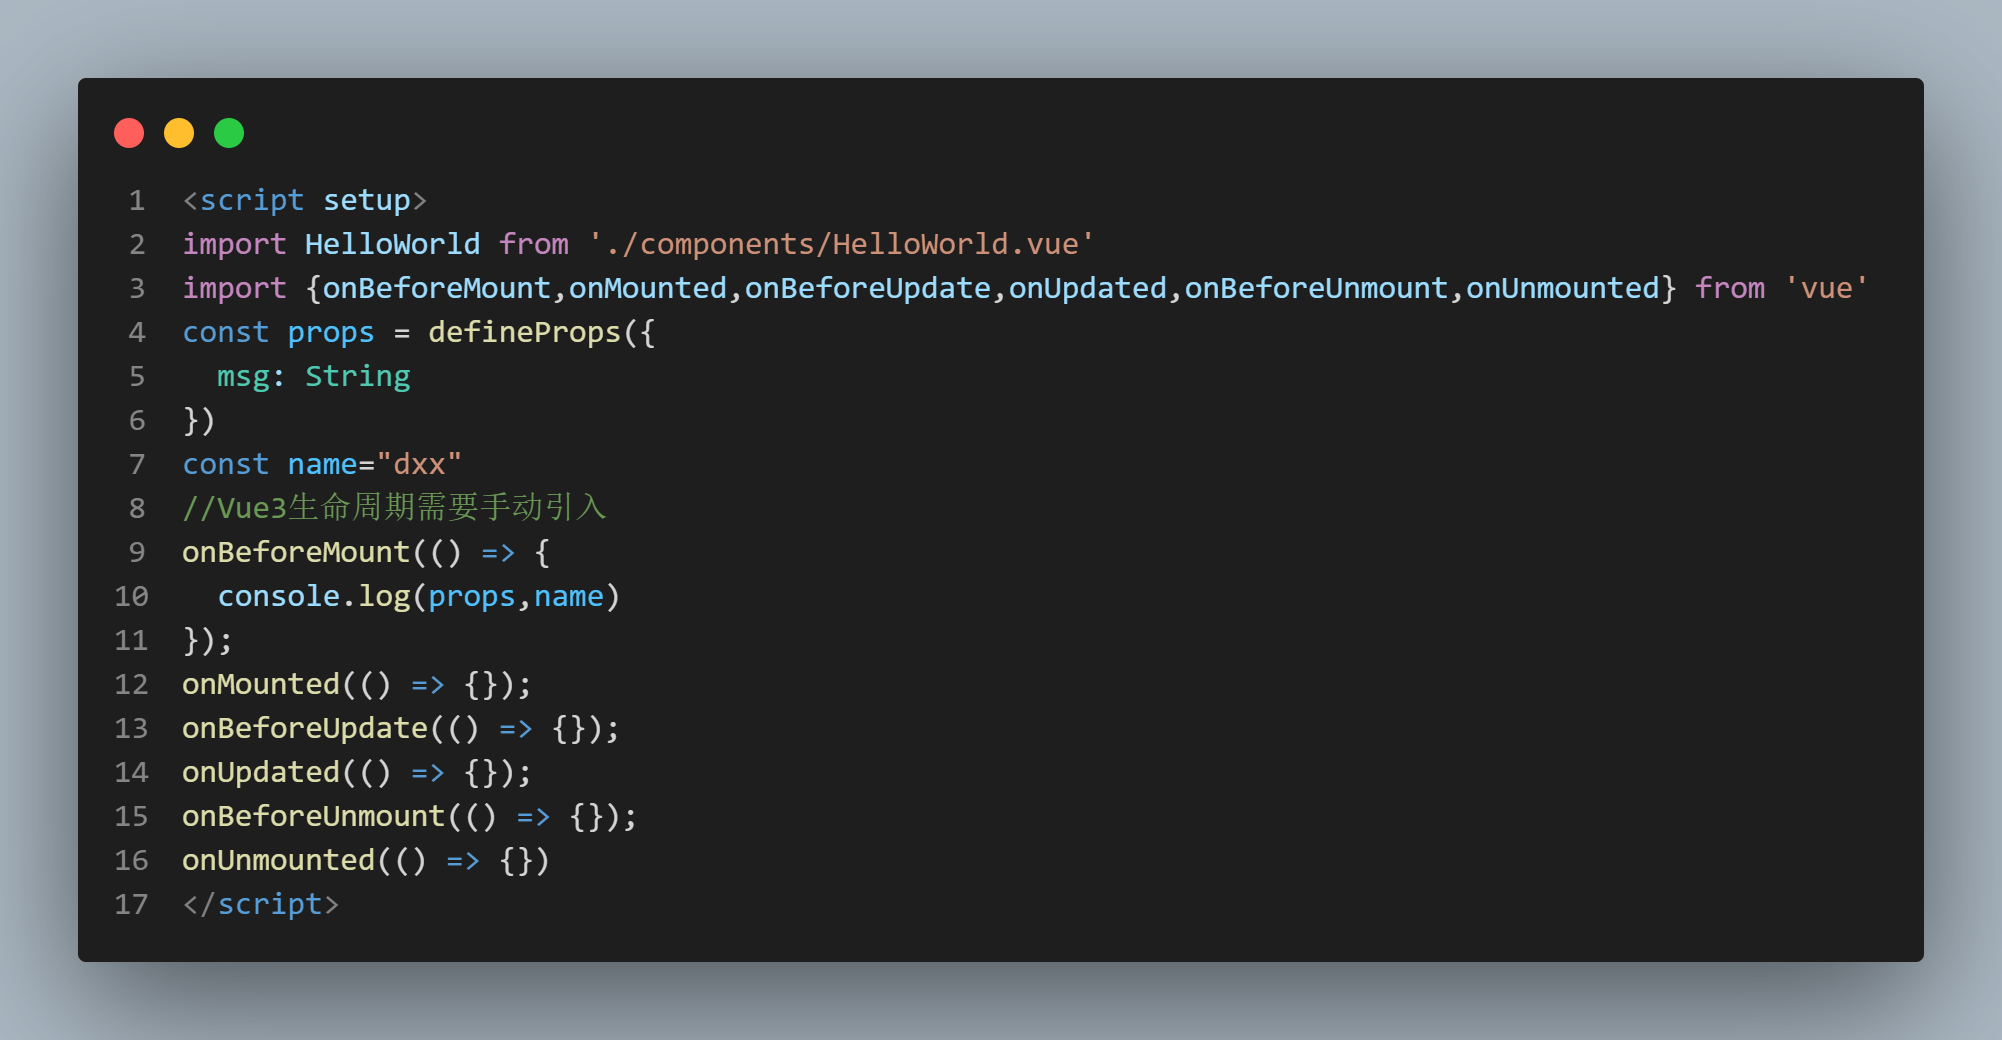 1 <script setup>
2 import HelloWorld from './components/HelloWorld.vue'
3 import {onBeforeMount,onMounted,onBeforeUpdate,onUpdated,onBeforeUnmount,onUnmounted} from 'vue'
4 const props = defineProps({
5   msg: String
6 })
7 const name="dxx"
8 //Vue3生命周期需要手动引入
9 onBeforeMount(() => {
10   console.log(props,name)
11 });
12 onMounted(() => {});
13 onBeforeUpdate(() => {});
14 onUpdated(() => {});
15 onBeforeUnmount(() => {});
16 onUnmounted(() => {})
17 </script>